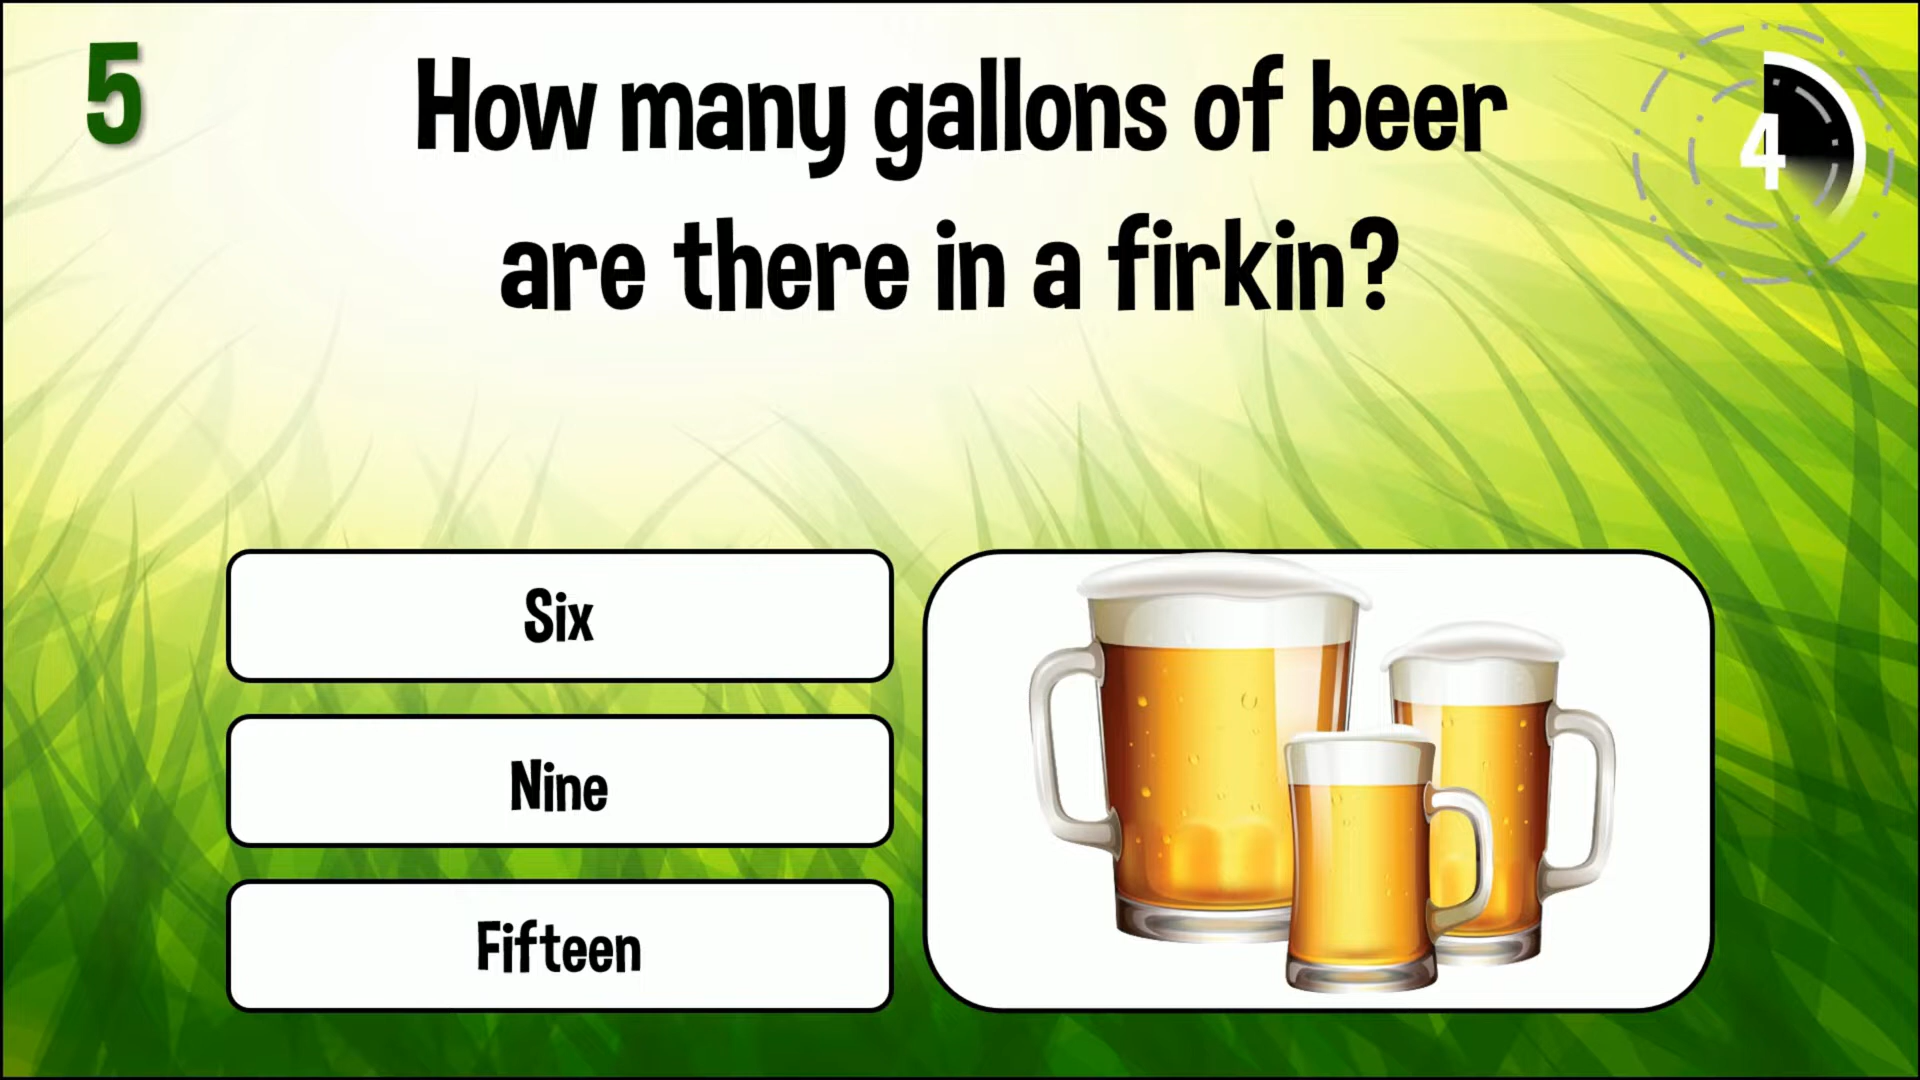 5
How many gallons of beer
are there in a firkin?
4
Six
Nine
Fifteen